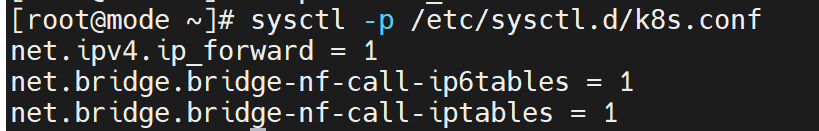 [root@mode ~]# sysctl -p /etc/sysctl.d/k8s.conf
net.ipv4.ip_forward = 1
net.bridge.bridge-nf-call-ip6tables = 1
net.bridge.bridge-nf-call-iptables = 1